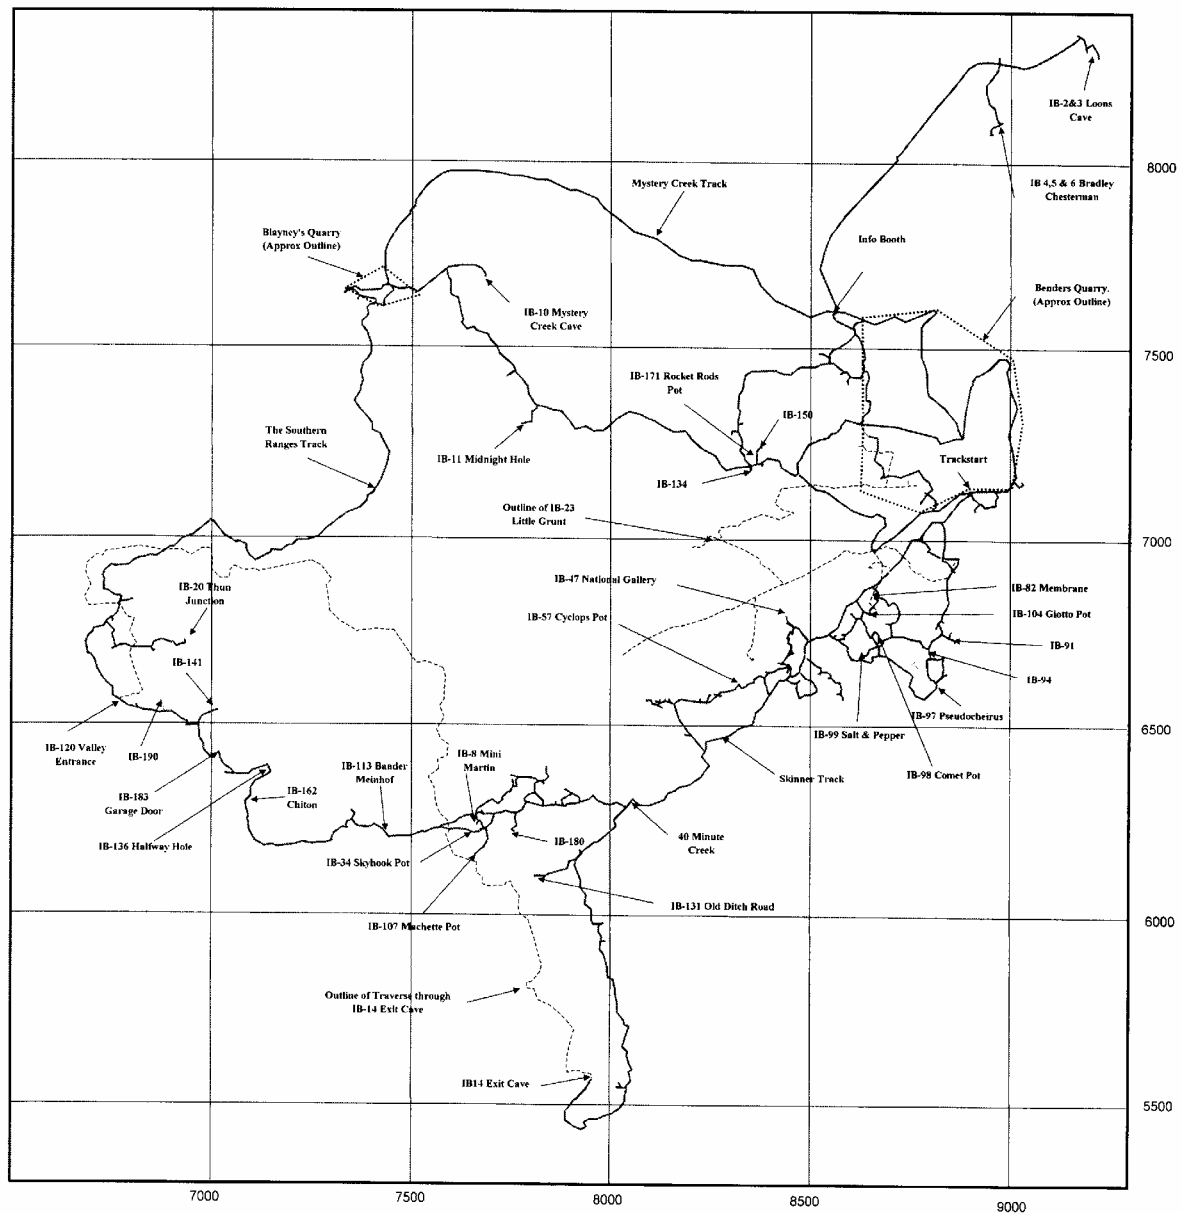 IB-2&3 Loons
Cave
8000
IB 4,5 & 6 Bradley
Chesterman
Mystery Creek Track
Blayney's Quarry
(Approx Outline)
Info Booth
Benders Quarry.
(Approx Outline)
IB-10 Mystery
Creek Cave
7500
IB-171 Rocket Rods
Pot
IB-150
The Southern
Ranges Track
IB-11 Midnight Hole
Trackstart
IB-134
Outline of IB-23
Little Grunt
7000
IB-47 National Gallery
IB-82 Membrane
IB-20 Thun
Junction
IB-57 Cyclops Pot
IB-104 Giotto Pot
IB-91
IB-141
IB-94
IB-97 Pseudocheirus
6500
IB-99 Salt & Pepper
IB-120 Valley
Entrance
IB-190
IB-8 Mini
Martin
IB-113 Bander
Meinhof
Skinner Track
IB-98 Comet Pot
IB-183
Garage Door
IB-162
Chiton
IB-136 Halfway Hole
IB-180
40 Minute
Creek
IB-34 Skyhook Pot
IB-131 Old Ditch Road
IB-107 Machette Pot
6000
Outline of Traverse through
IB-14 Exit Cave
IB14 Exit Cave
5500
7000
7500
8000
8500
9000